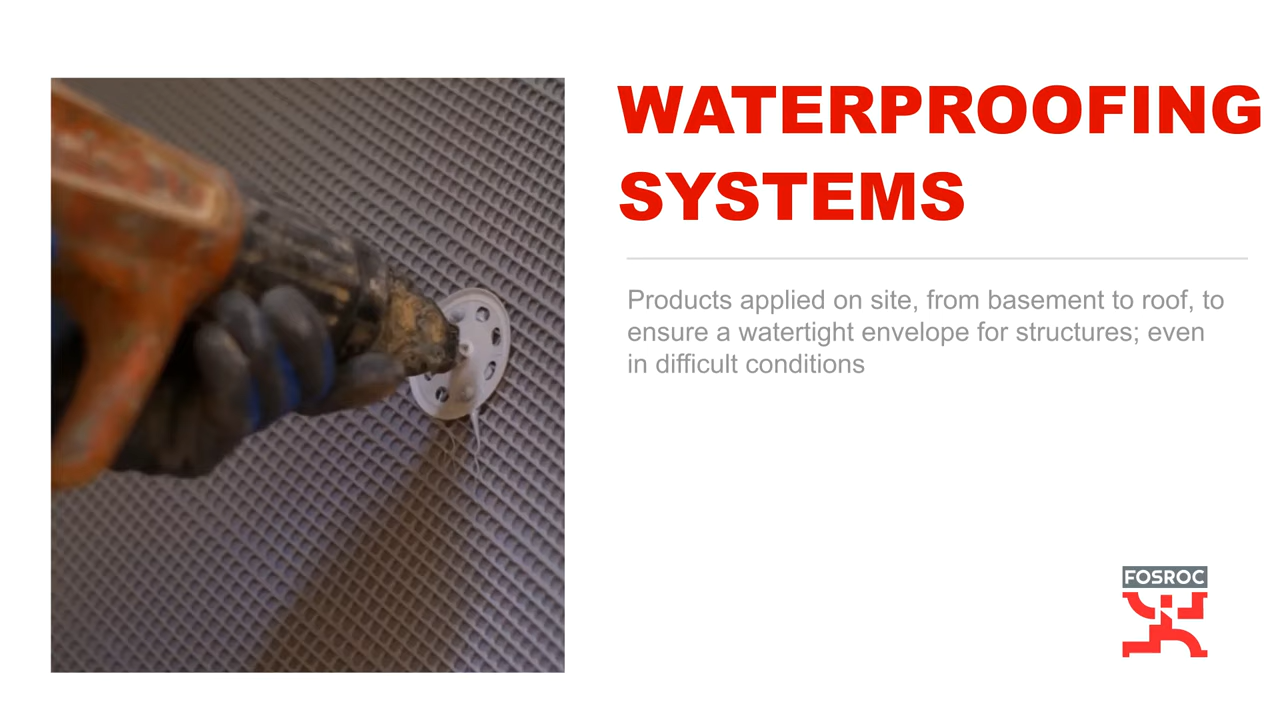 WATERPROOFING
SYSTEMS
Products applied on site, from basement to roof, to
ensure a watertight envelope for structures; even
in difficult conditions
FOSROC